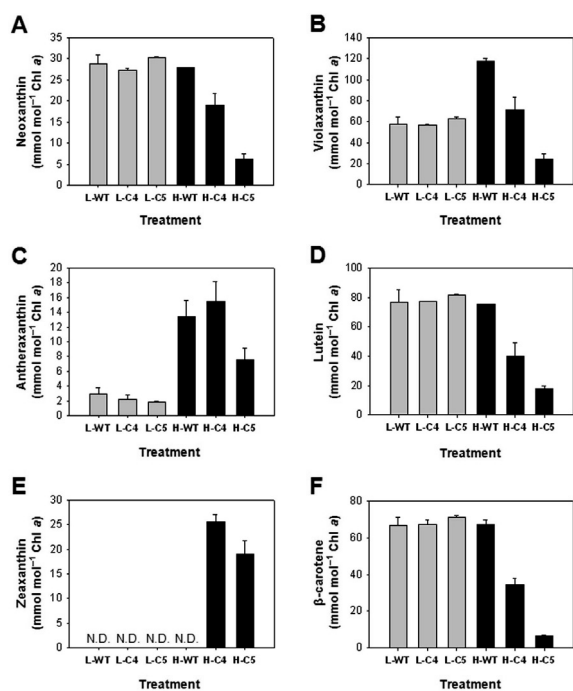 A
Neoxanthin
(mmol mol⁻¹ Chl a)
35
30
25
20
15
10
5
0
L-WT L-C4 L-C5 H-WT H-C4 H-C5
Treatment
B
Violaxanthin
(mmol mol⁻¹ Chl a)
140
120
100
80
60
40
20
0
L-WT L-C4 L-C5 H-WT H-C4 H-C5
Treatment
C
Antheraxanthin
(mmol mol⁻¹ Chl a)
20
18
16
14
12
10
8
6
4
2
0
L-WT L-C4 L-C5 H-WT H-C4 H-C5
Treatment
D
Lutein
(mmol mol⁻¹ Chl a)
100
80
60
40
20
0
L-WT L-C4 L-C5 H-WT H-C4 H-C5
Treatment
E
Zeaxanthin
(mmol mol⁻¹ Chl a)
30
25
20
15
10
5
0
N.D. N.D. N.D. N.D.
L-WT L-C4 L-C5 H-WT H-C4 H-C5
Treatment
F
β-carotene
(mmol mol⁻¹ Chl a)
80
60
40
20
0
L-WT L-C4 L-C5 H-WT H-C4 H-C5
Treatment